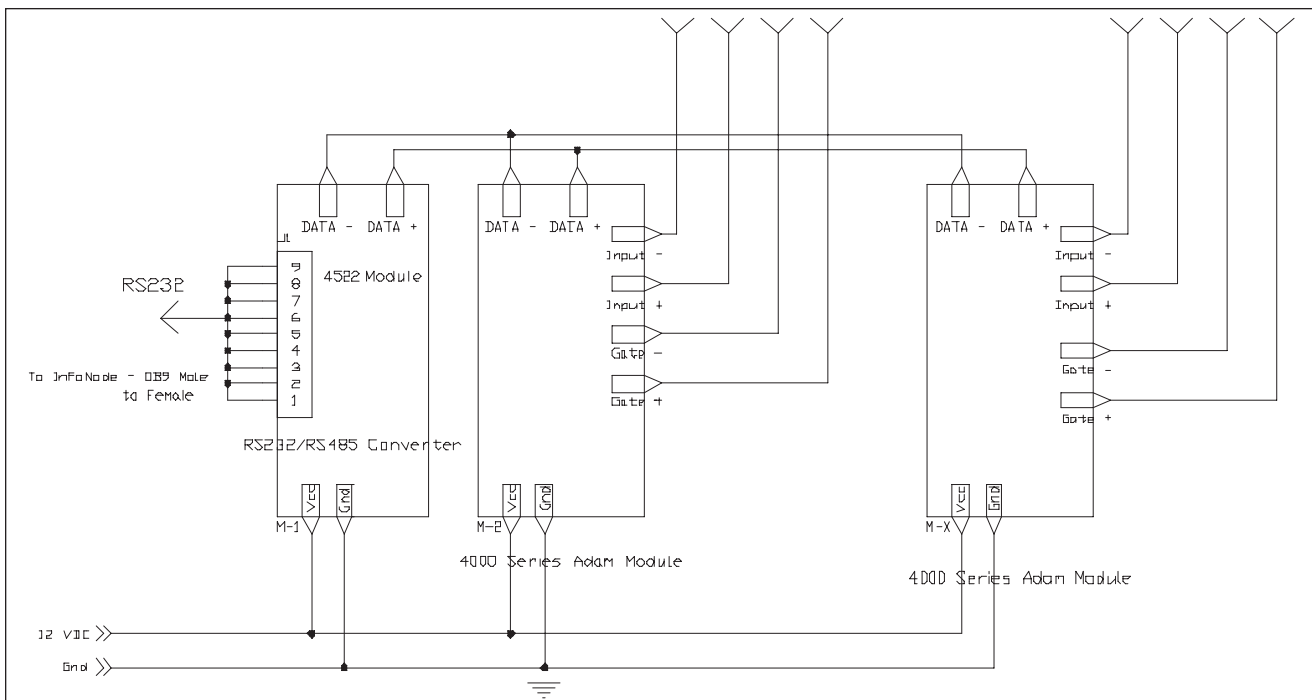 DATA -
DATA +
DATA -
DATA +
DATA -
DATA +
J1
Input -
Input -
4522 Module
RS232
Input +
Input +
9
8
7
6
5
4
3
2
1
Gate -
Gate -
To InfoNode - DB9 Male
to Female
Gate +
Gate +
RS232/RS485 Converter
Vcc
Gnd
Vcc
Gnd
Vcc
Gnd
M-1
M-2
M-X
4000 Series Adam Module
4000 Series Adam Module
12 VDC
Gnd